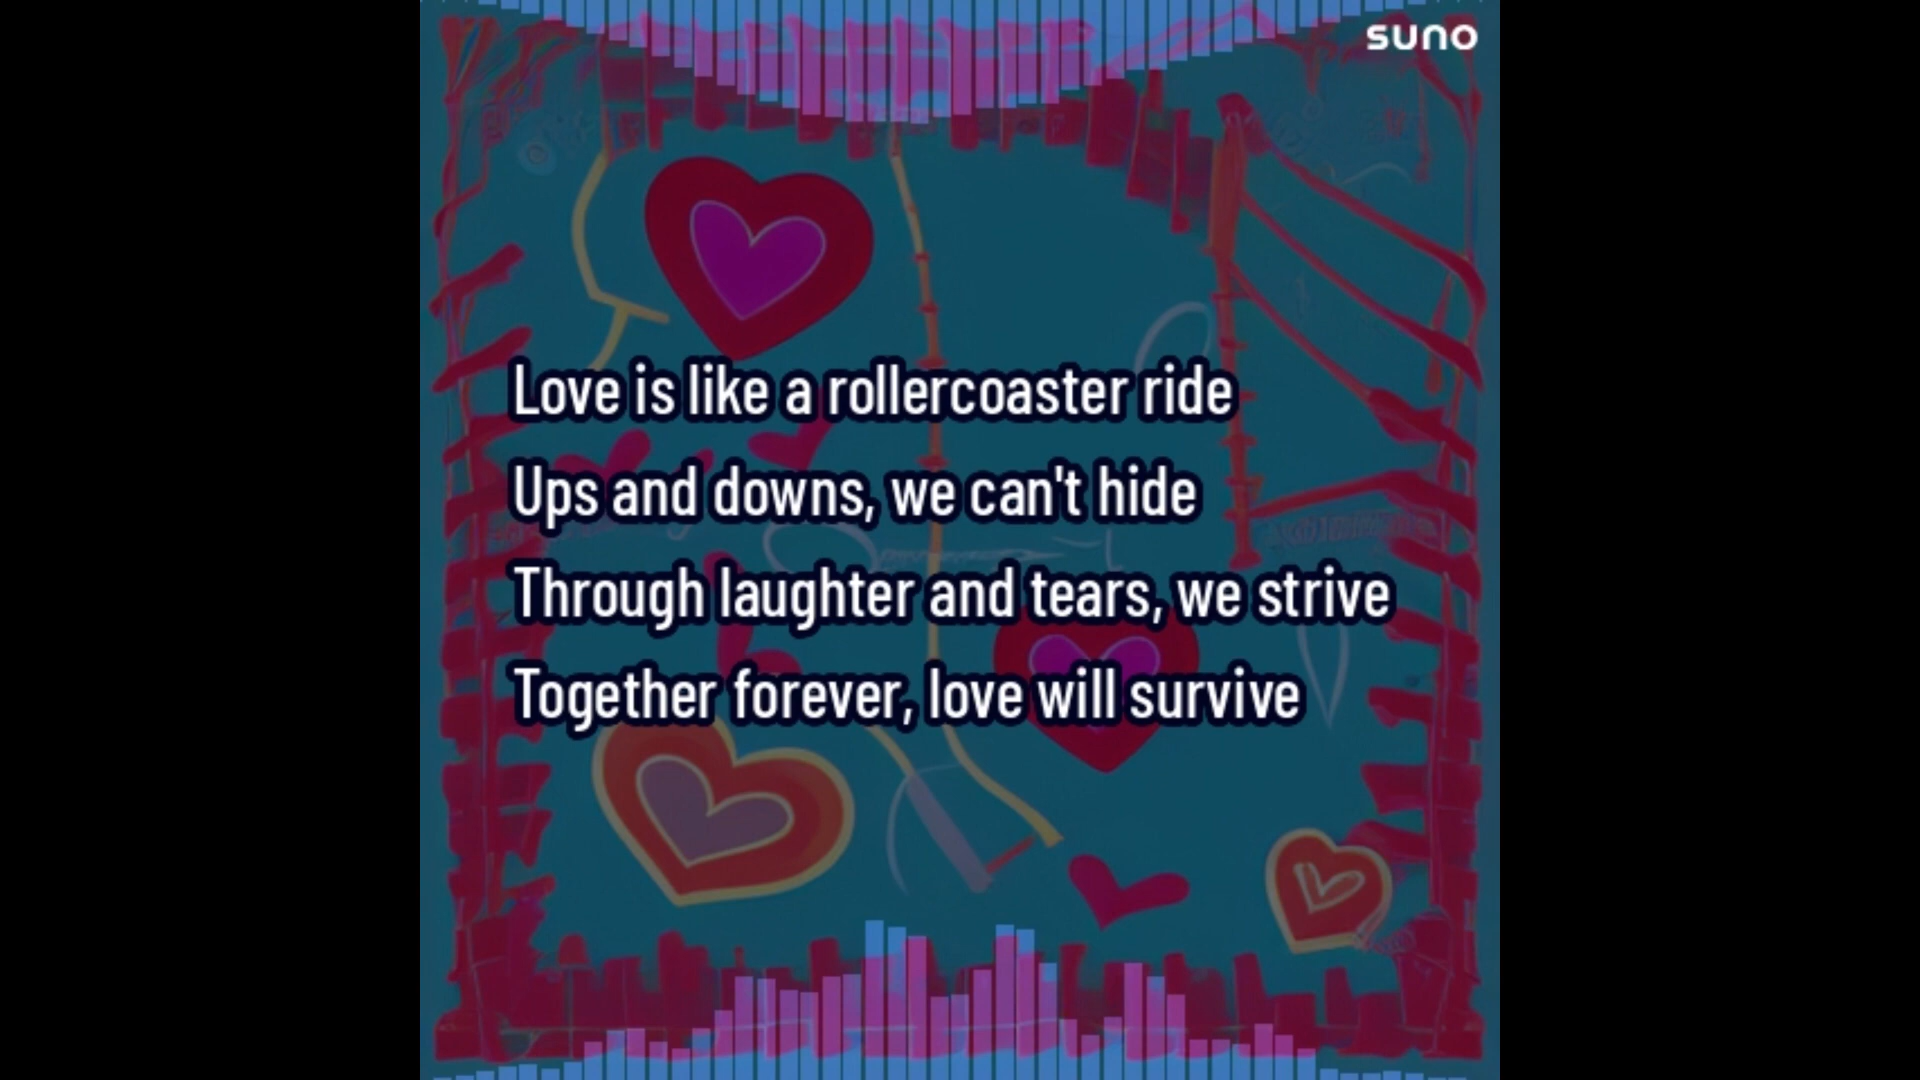 suno
Love is like a rollercoaster ride
Ups and downs, we can't hide
Through laughter and tears, we strive
Together forever, love will survive